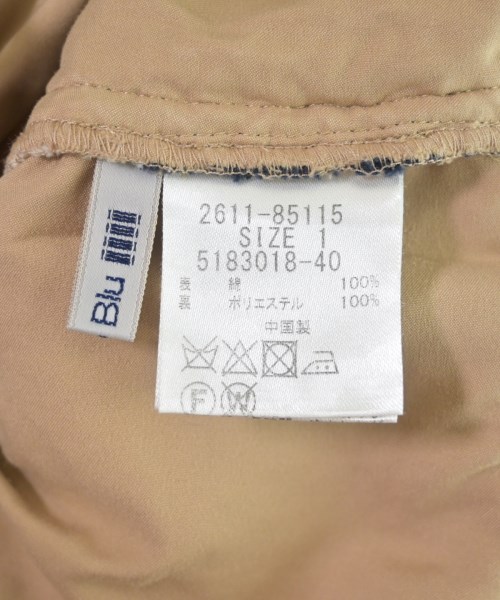 2611-85115
SIZE 1
5183018-40
表 綿 100%
裏 ポリエステル 100%
中国製
F W
Blu